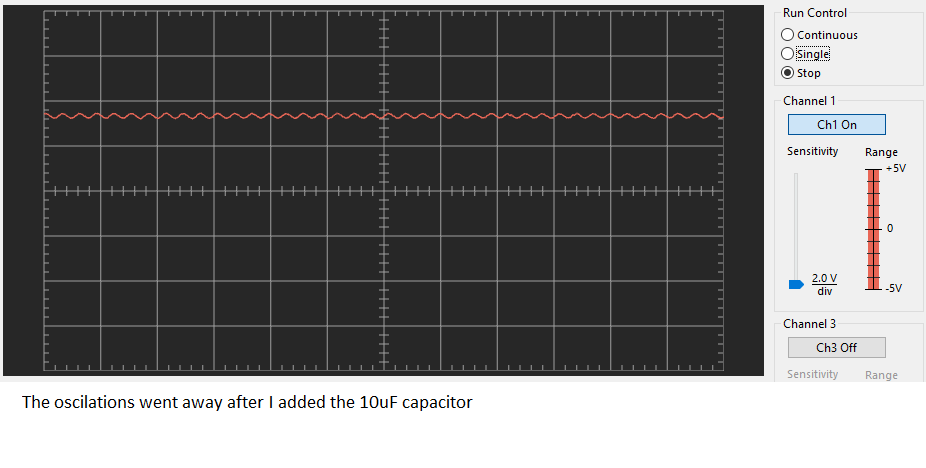 Run Control
Continuous
Single
Stop
Channel 1
Ch1 On
Sensitivity
Range
+5V
0
2.0 V
div
-5V
Channel 3
Ch3 Off
Sensitivity
Range
The oscilations went away after I added the 10uF capacitor